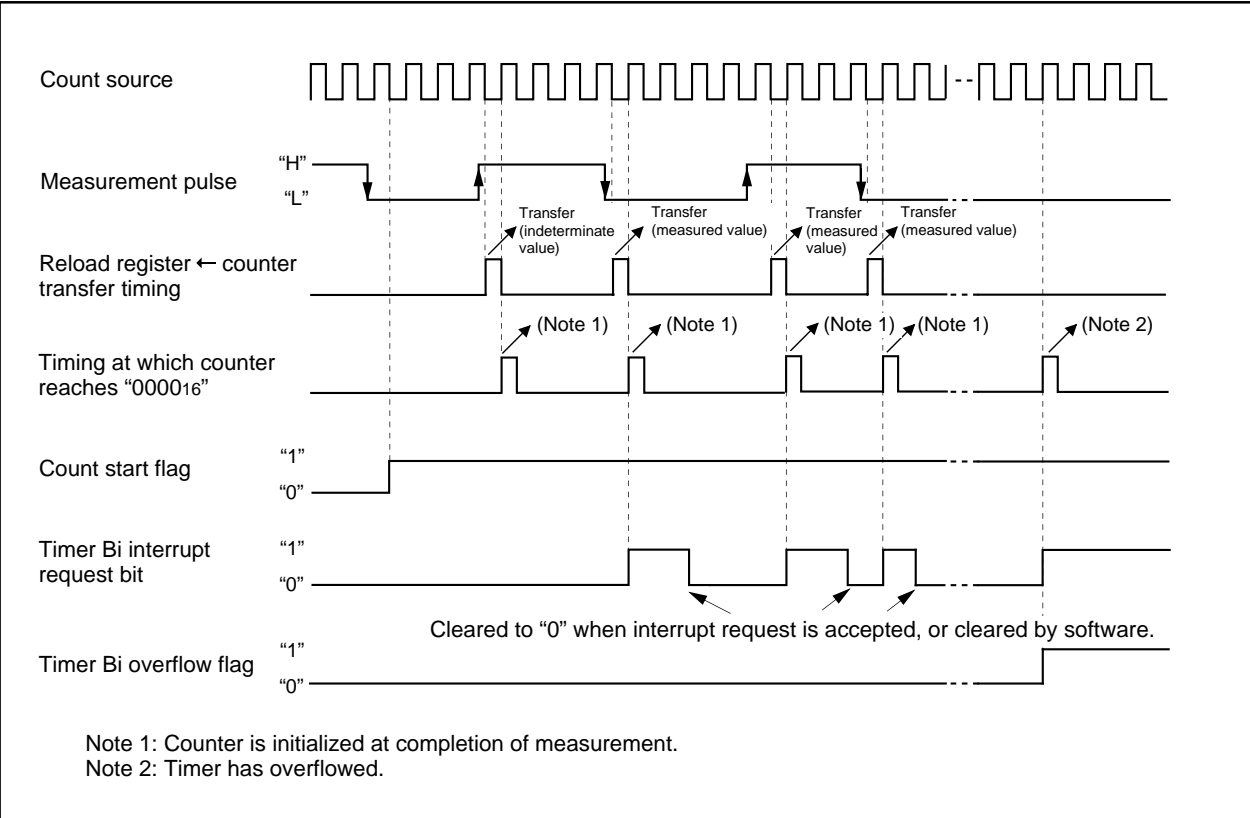 Count source
Measurement pulse
“H”
“L”
Transfer
(indeterminate
value)
Transfer
(measured value)
Transfer
(measured
value)
Transfer
(measured value)
Reload register ← counter
transfer timing
(Note 1)
(Note 1)
(Note 1)
(Note 1)
(Note 2)
Timing at which counter
reaches “000016”
Count start flag
“1”
“0”
Timer Bi interrupt
request bit
“1”
“0”
Cleared to “0” when interrupt request is accepted, or cleared by software.
Timer Bi overflow flag
“1”
“0”
Note 1: Counter is initialized at completion of measurement.
Note 2: Timer has overflowed.